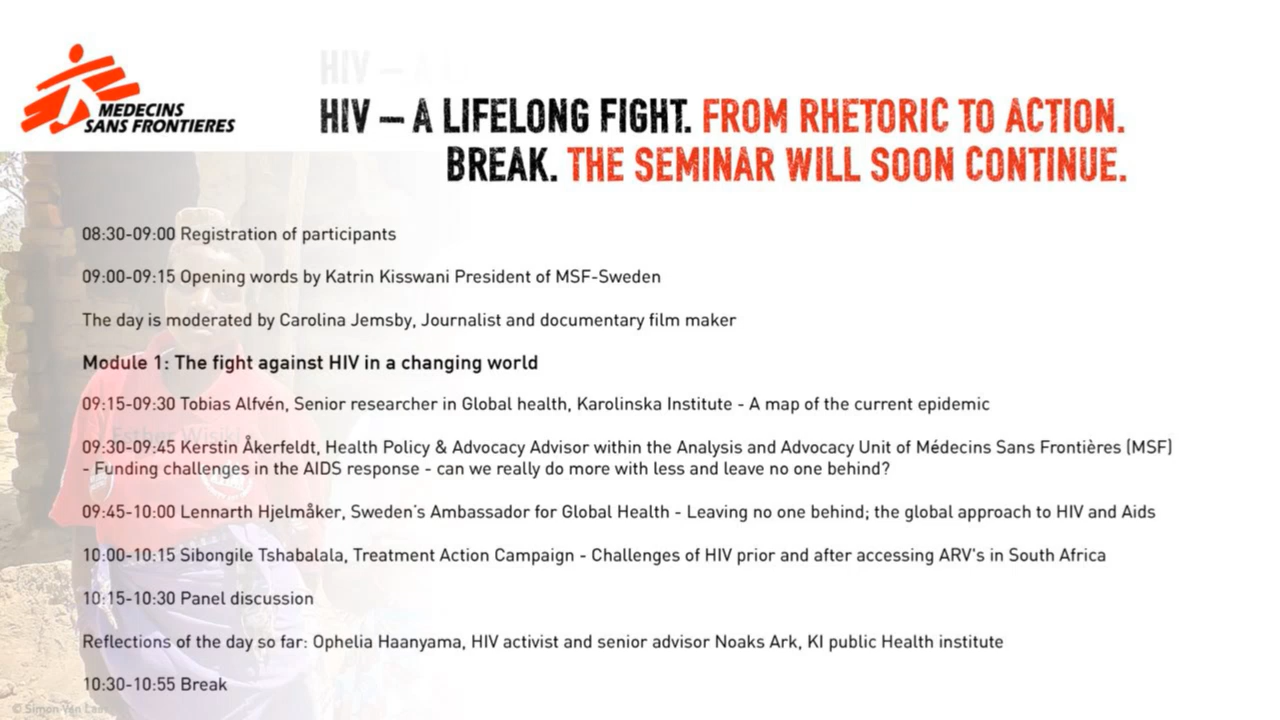 MEDECINS
SANS FRONTIERES
HIV – A
HIV – A LIFELONG FIGHT. FROM RHETORIC TO ACTION.
BREAK. THE SEMINAR WILL SOON CONTINUE.
08:30-09:00 Registration of participants
09:00-09:15 Opening words by Katrin Kisswani President of MSF-Sweden
The day is moderated by Carolina Jemsby, Journalist and documentary film maker
Module 1: The fight against HIV in a changing world
09:15-09:30 Tobias Alfvén, Senior researcher in Global health, Karolinska Institute - A map of the current epidemic
09:30-09:45 Kerstin Åkerfeldt, Health Policy & Advocacy Advisor within the Analysis and Advocacy Unit of Médecins Sans Frontières (MSF)
- Funding challenges in the AIDS response - can we really do more with less and leave no one behind?
09:45-10:00 Lennarth Hjelmåker, Sweden's Ambassador for Global Health - Leaving no one behind; the global approach to HIV and Aids
10:00-10:15 Sibongile Tshabalala, Treatment Action Campaign - Challenges of HIV prior and after accessing ARV's in South Africa
10:15-10:30 Panel discussion
Reflections of the day so far: Ophelia Haanyama, HIV activist and senior advisor Noaks Ark, KI public Health institute
10:30-10:55 Break
© Simon Van